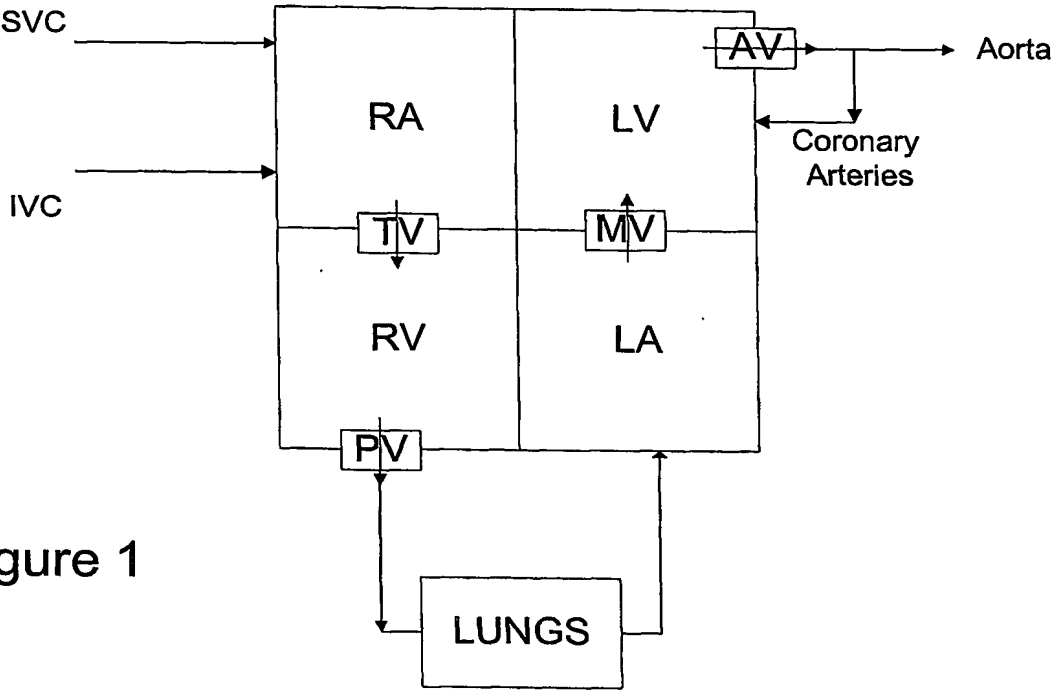 SVC
AV
Aorta
RA
LV
Coronary
Arteries
IVC
TV
MV
RV
LA
PV
gure 1
LUNGS